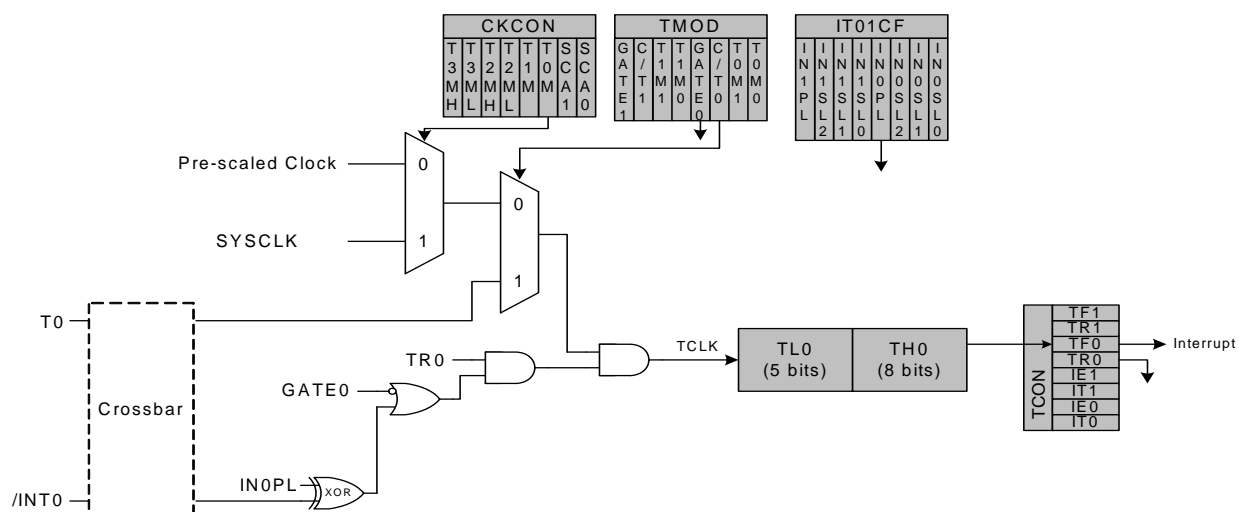 CKCON
T3MH
T3ML
T2MH
T2ML
T1M
T0M
SCA1
SCA0
TMOD
GATE1
C/T1
T1M1
T1M0
GATE0
C/T0
T0M1
T0M0
IT01CF
IN1PL
IN1SL2
IN1SL1
IN1SL0
IN0PL
IN0SL2
IN0SL1
IN0SL0
Pre-scaled Clock
0
SYSCLK
1
0
1
T0
Crossbar
/INT0
TR0
GATE0
IN0PL
XOR
TCLK
TL0
(5 bits)
TH0
(8 bits)
TCON
TF1
TR1
TF0
TR0
IE1
IT1
IE0
IT0
Interrupt